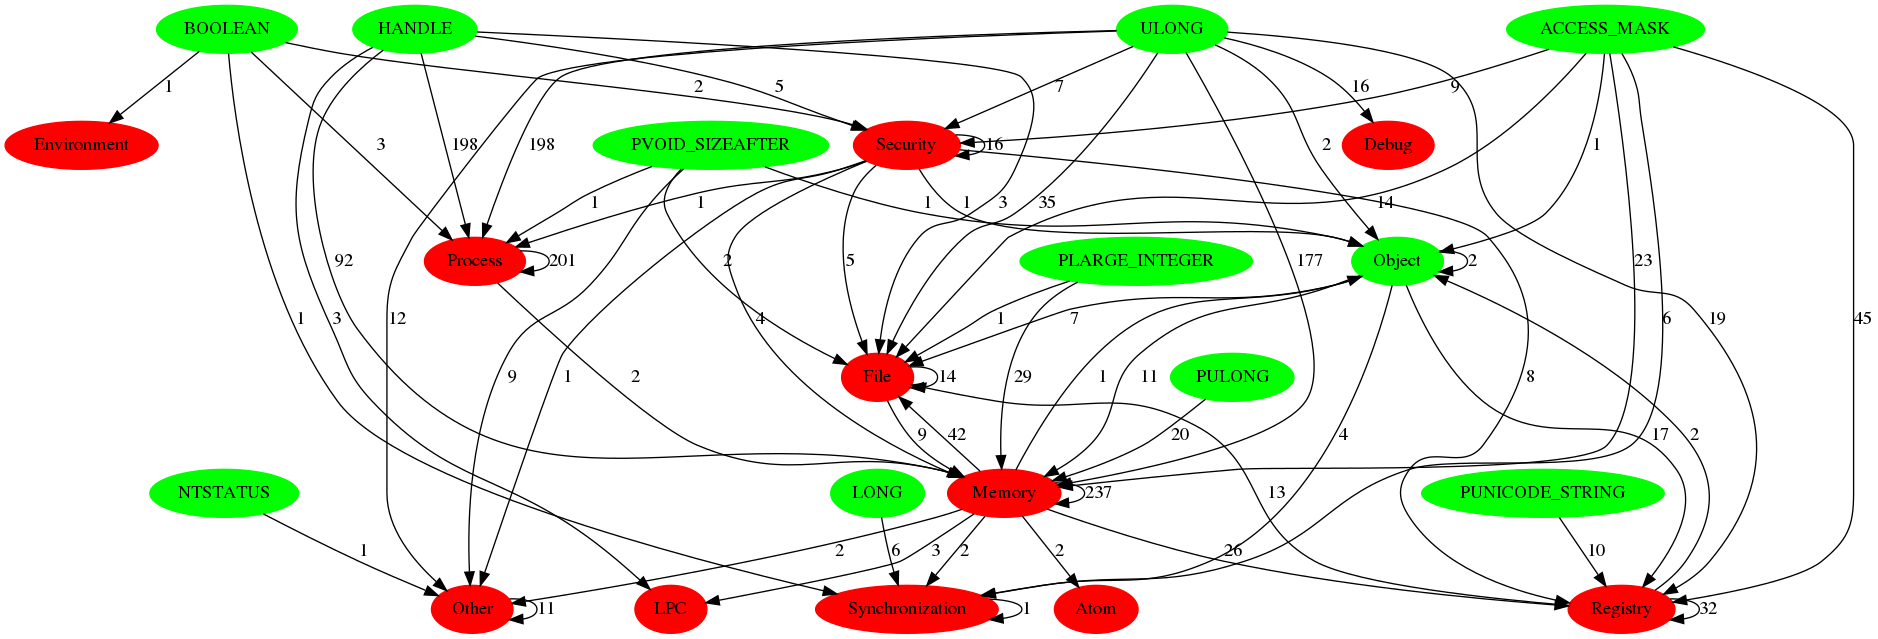 BOOLEAN
HANDLE
ULONG
ACCESS_MASK
1
2
5
7
16
9
Environment
3
198
198
PVOID_SIZEAFTER
Security
16
Debug
2
1
1
1
1
1
3
35
14
Process
201
92
2
PLARGE_INTEGER
177
Object
2
23
1
3
12
4
1
7
6
19
45
9
1
2
File
14
29
1
11
PULONG
8
5
9
42
20
4
17
2
NTSTATUS
LONG
Memory
237
13
PUNICODE_STRING
1
2
6
3
2
2
26
10
Other
11
LPC
Synchronization
1
Atom
Registry
32